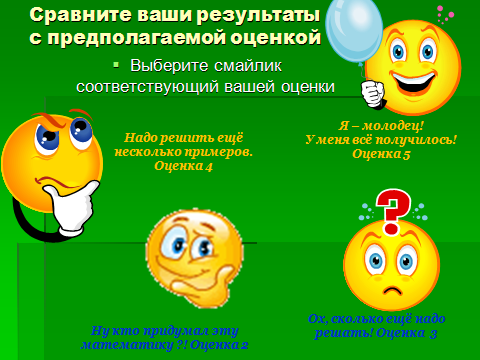 Сравните ваши результаты
с предполагаемой оценкой
Выберите смайлик
соответствующий вашей оценки
Надо решить ещё
несколько примеров.
Оценка 4
Я – молодец!
У меня всё получилось!
Оценка 5
Ну кто придумал эту
математику ?! Оценка 2
Ох, сколько ещё надо
решать! Оценка 3